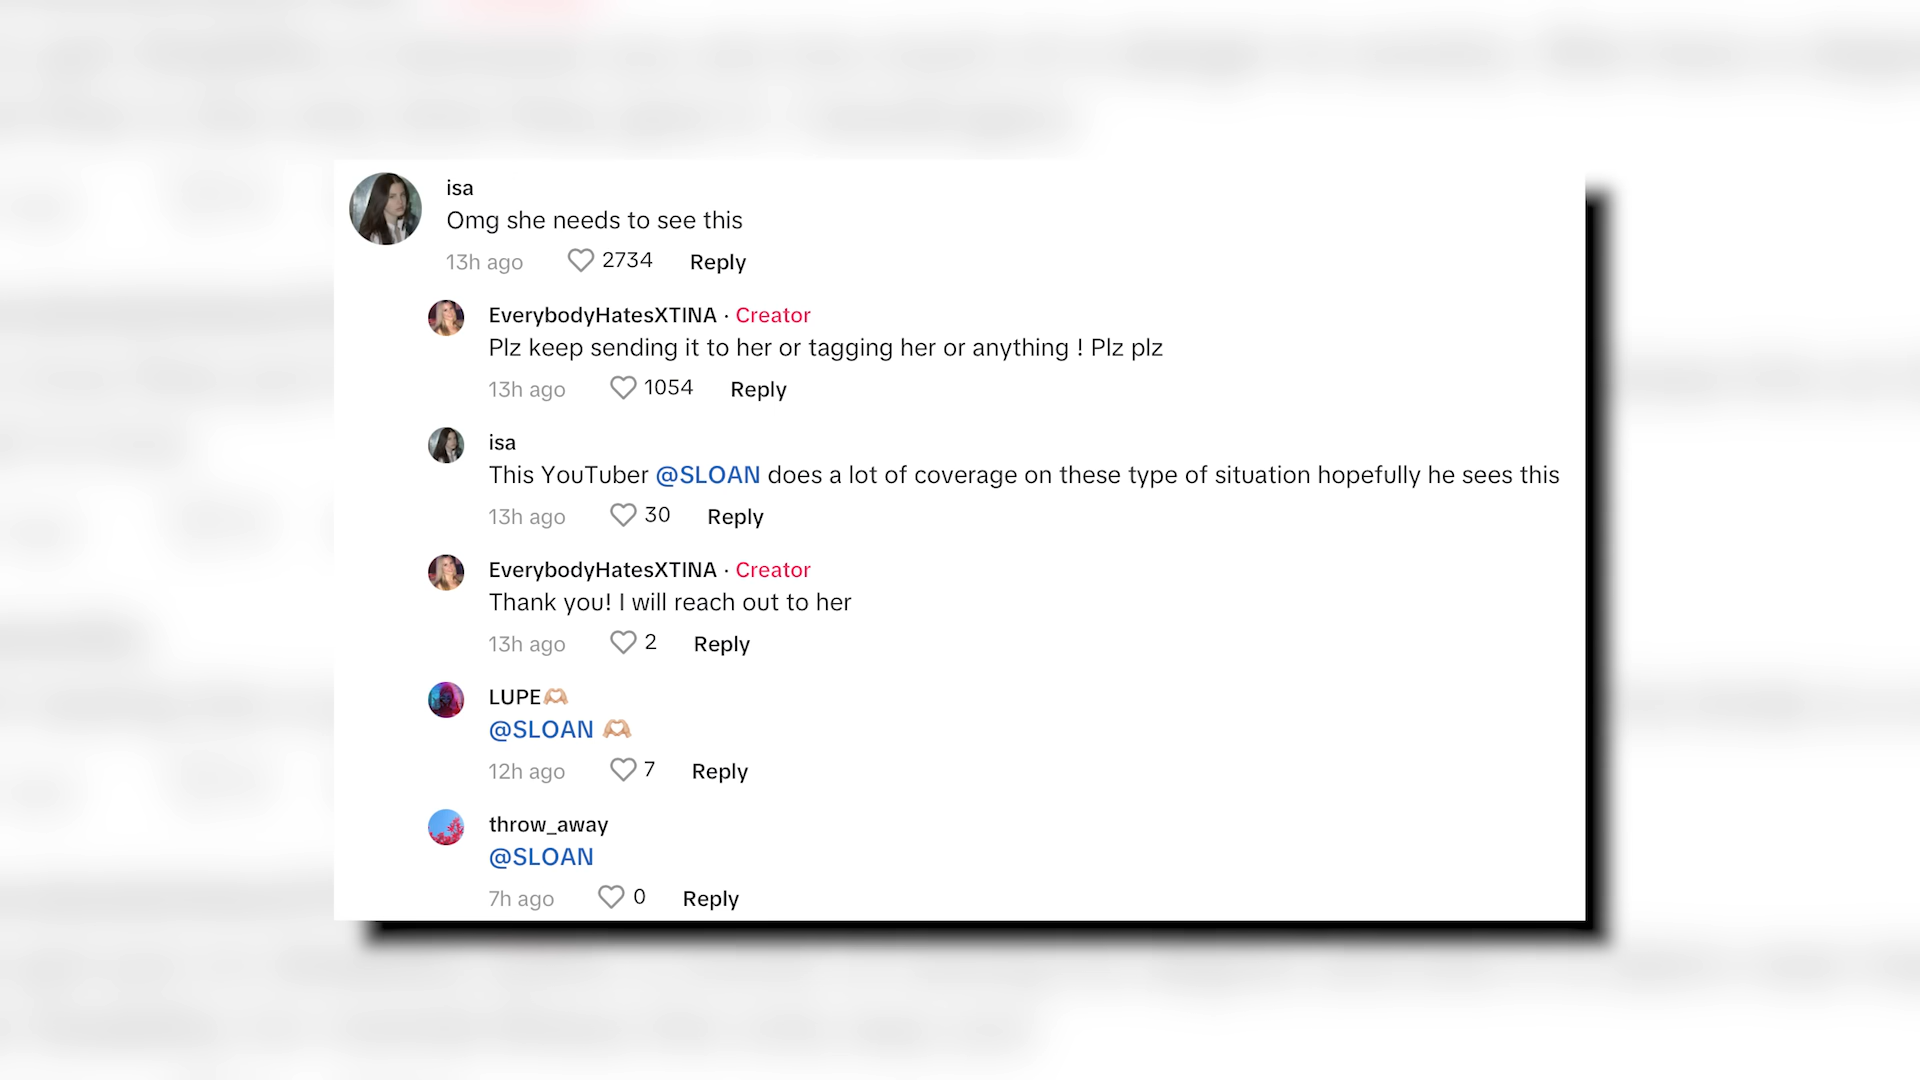 isa
Omg she needs to see this
13h ago 2734 Reply
EverybodyHatesXTINA · Creator
Plz keep sending it to her or tagging her or anything ! Plz plz
13h ago 1054 Reply
isa
This YouTuber @SLOAN does a lot of coverage on these type of situation hopefully he sees this
13h ago 30 Reply
EverybodyHatesXTINA · Creator
Thank you! I will reach out to her
13h ago 2 Reply
LUPE🫶🏼
@SLOAN 🫶🏼
12h ago 7 Reply
throw_away
@SLOAN
7h ago 0 Reply